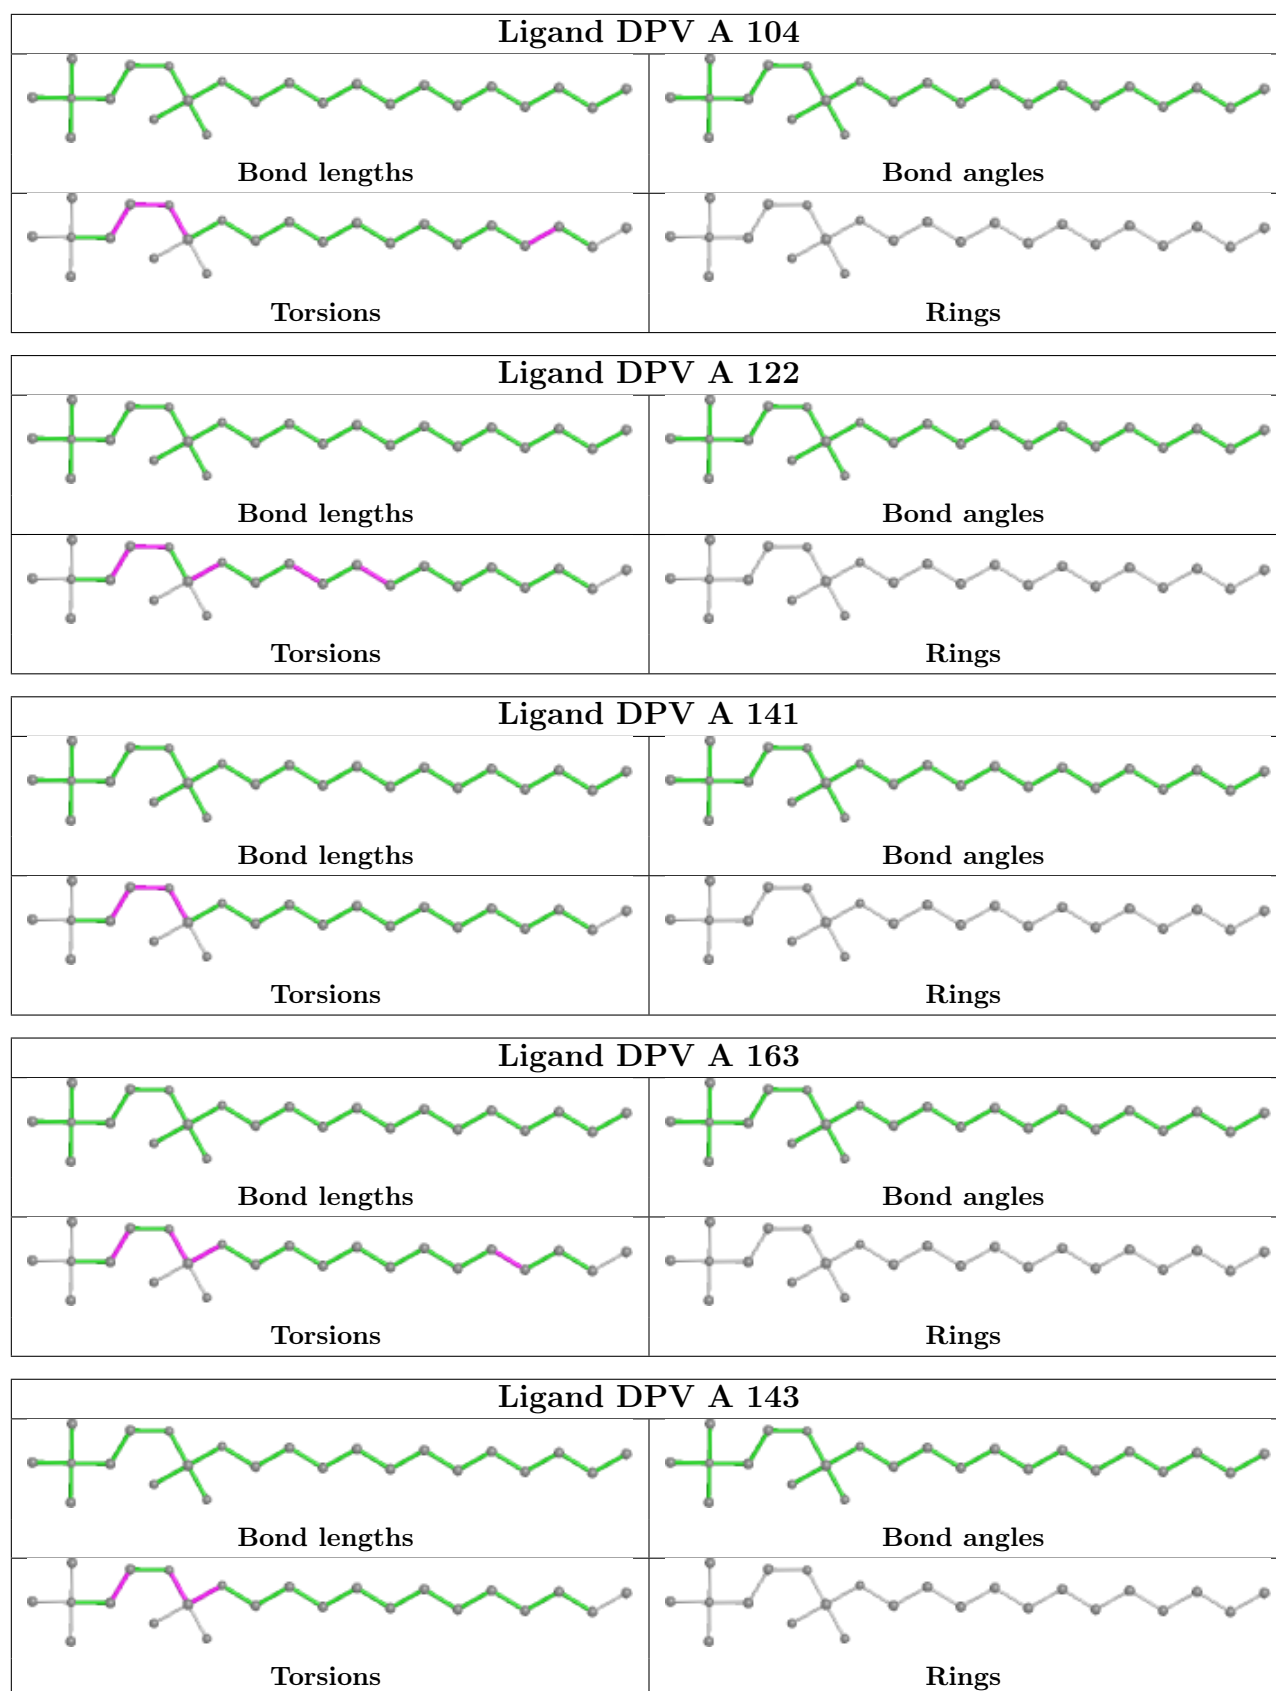 Ligand DPV A 104
Bond lengths
Bond angles
Torsions
Rings
Ligand DPV A 122
Bond lengths
Bond angles
Torsions
Rings
Ligand DPV A 141
Bond lengths
Bond angles
Torsions
Rings
Ligand DPV A 163
Bond lengths
Bond angles
Torsions
Rings
Ligand DPV A 143
Bond lengths
Bond angles
Torsions
Rings